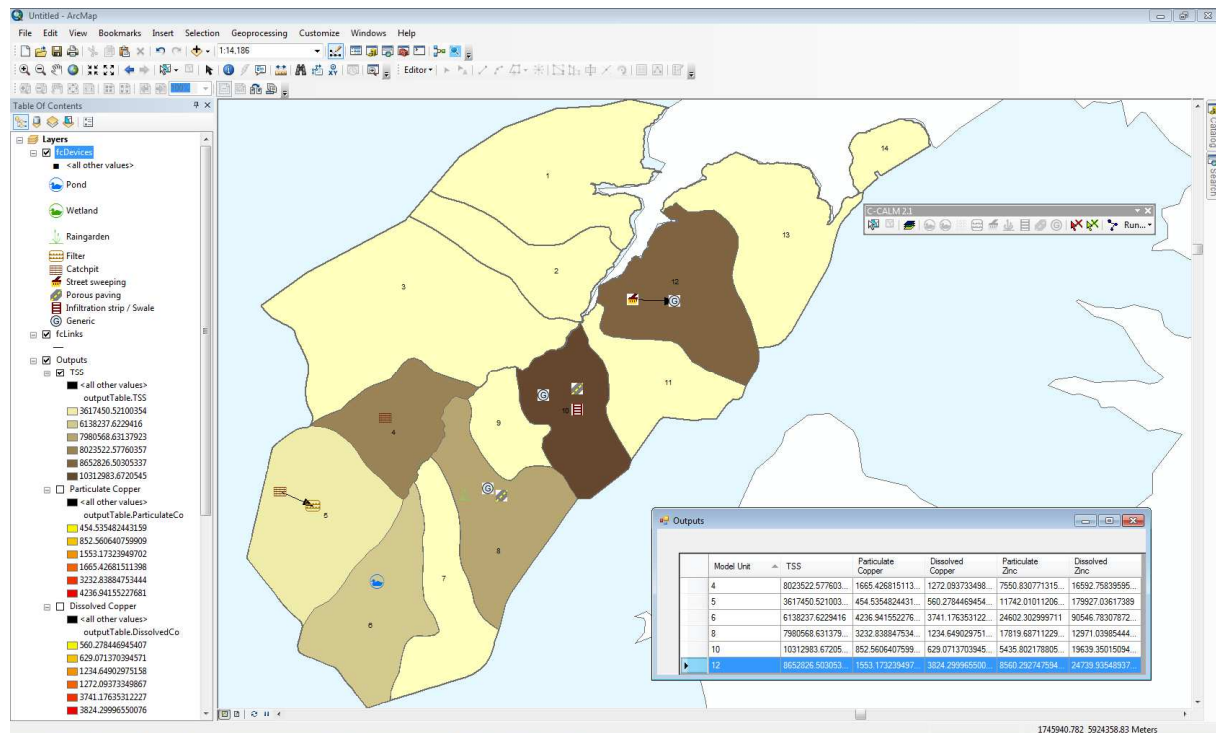 Untitled - ArcMap
File Edit View Bookmarks Insert Selection Geoprocessing Customize Windows Help
1:14,186
Editor
100%
Table Of Contents
Layers
fcDevices
<all other values>
Pond
Wetland
Raingarden
Filter
Catchpit
Street sweeping
Porous paving
Infiltration strip / Swale
Generic
fcLinks
Outputs
TSS
<all other values>
outputTable.TSS
3617450.52100354
6138237.6229416
7980568.63137923
8023522.57760357
8652826.50305337
10312983.6720545
Particulate Copper
<all other values>
outputTable.ParticulateCo
454.535482443159
852.560640759909
1553.17323949702
1665.42681511398
3232.83884753444
4236.94155227681
Dissolved Copper
<all other values>
outputTable.DissolvedCo
560.278446945407
629.071370394571
1234.64902975158
1272.09373349867
3741.17635312227
3824.29996550076
1
2
3
4
5
6
7
8
9
10
11
12
13
14
C-CALM 2.1
Run...
Catalog
Search
Outputs
Model Unit TSS Particulate Copper Dissolved Copper Particulate Zinc Dissolved Zinc
4 8023522.577603... 1665.426815113... 1272.093733498... 7550.830771315... 16592.75839595...
5 3617450.521003... 454.5354824431... 560.2784469454... 11742.01011206... 179927.03617389
6 6138237.6229416 4236.941552276... 3741.176353122... 24602.302999711 90546.78307872...
8 7980568.631379... 3232.838847534... 1234.649029751... 17819.68711229... 12971.03985444...
10 10312983.67205... 852.5606407599... 629.0713703945... 5435.802178805... 19639.35015094...
12 8652826.503053... 1553.173239497... 3824.299965500... 8560.292747594... 24739.93548937...
1745940.782 5924358.83 Meters